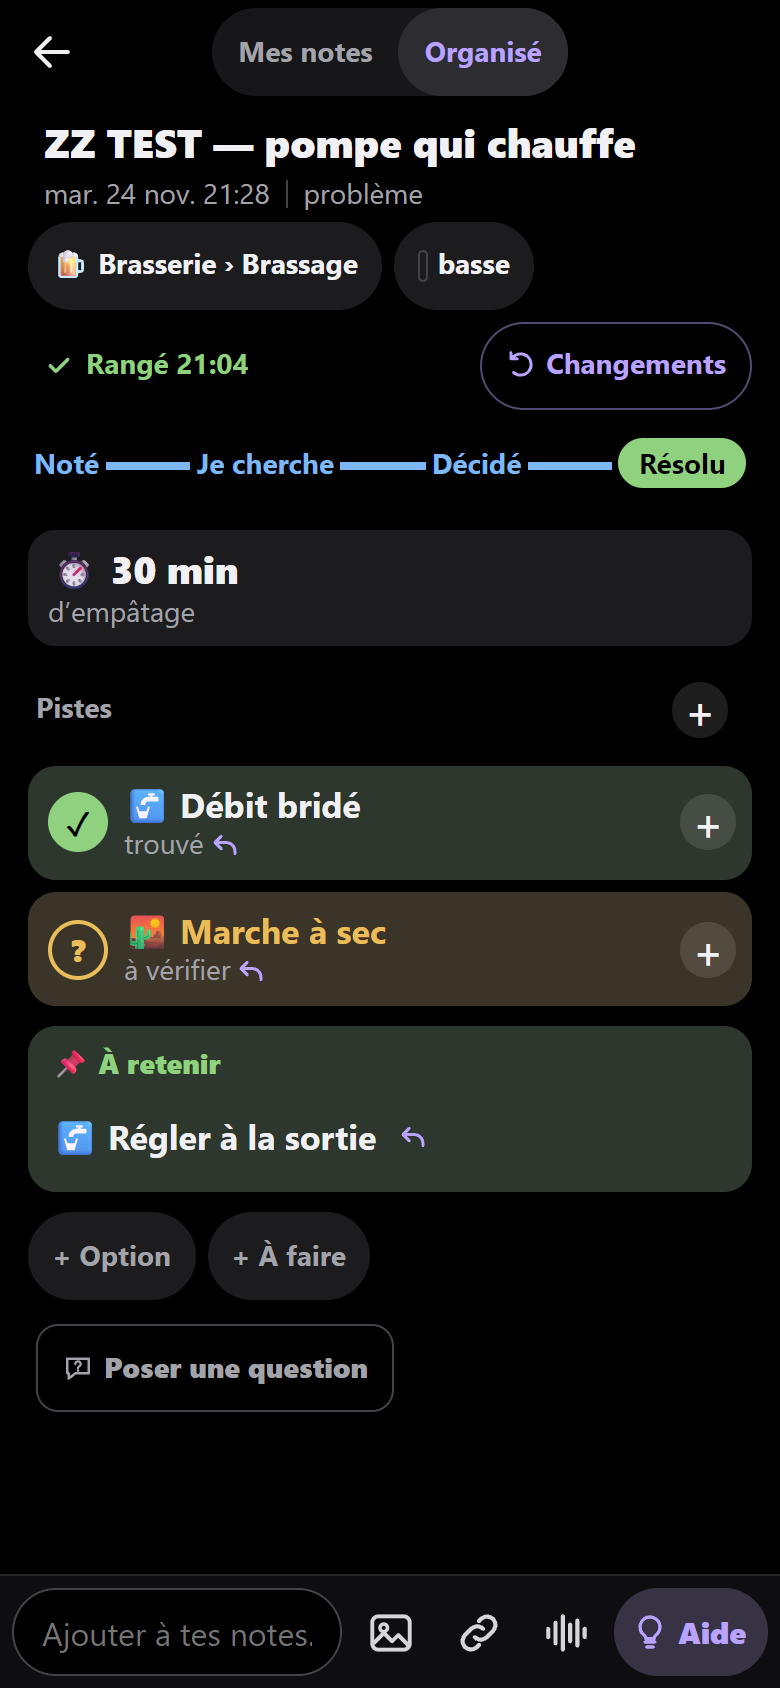 Mes notes
Organisé
ZZ TEST — pompe qui chauffe
mar. 24 nov. 21:28 | problème
Brasserie › Brassage
basse
Rangé 21:04
Changements
Noté
Je cherche
Décidé
Résolu
30 min
d’empâtage
Pistes
+
Débit bridé
+
trouvé
?
Marche à sec
+
à vérifier
À retenir
Régler à la sortie
+ Option
+ À faire
Poser une question
Ajouter à tes notes.
Aide